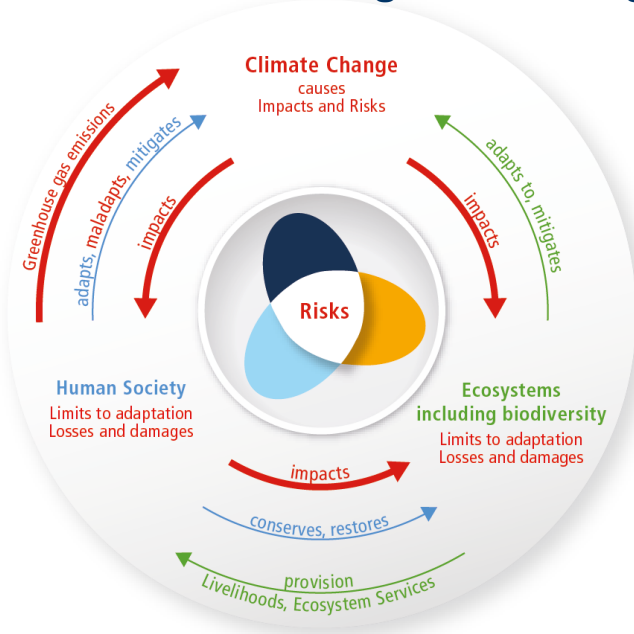 Climate Change
causes
Impacts and Risks
Greenhouse gas emissions
adapts, maladapts, mitigates
impacts
impacts
adapts to, mitigates
Risks
Human Society
Limits to adaptation
Losses and damages
Ecosystems
including biodiversity
Limits to adaptation
Losses and damages
impacts
conserves, restores
provision
Livelihoods, Ecosystem Services